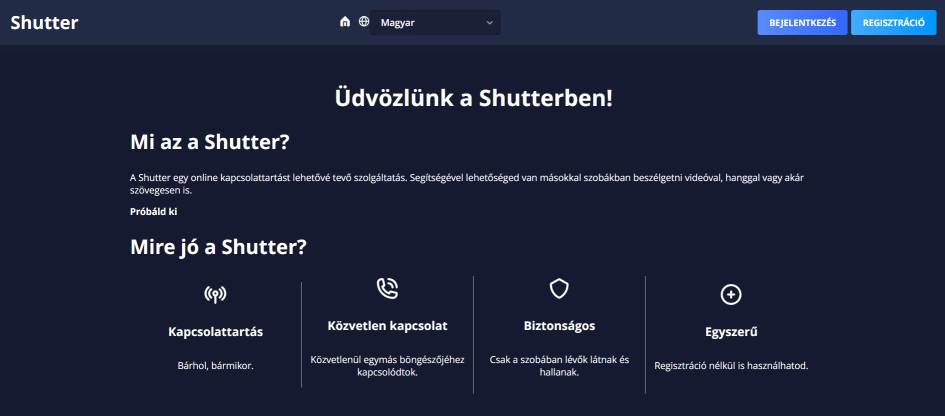 Shutter
Magyar
BEJELENTKEZÉS
REGISZTRÁCIÓ
Üdvözlünk a Shutterben!
Mi az a Shutter?
A Shutter egy online kapcsolattartást lehetővé tevő szolgáltatás. Segítségével lehetőséged van másokkal szobákban beszélgetni videóval, hanggal vagy akár
szövegesen is.
Próbáld ki
Mire jó a Shutter?
Kapcsolattartás
Bárhol, bármikor.
Közvetlen kapcsolat
Közvetlenül egymás böngészőjéhez
kapcsolódtok.
Biztonságos
Csak a szobában lévők látnak és
hallanak.
Egyszerű
Regisztráció nélkül is használhatod.